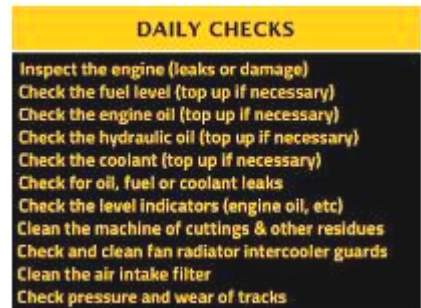 DAILY CHECKS
Inspect the engine (leaks or damage)
Check the fuel level (top up if necessary)
Check the engine oil (top up if necessary)
Check the hydraulic oil (top up if necessary)
Check the coolant (top up if necessary)
Check for oil, fuel or coolant leaks
Check the level indicators (engine oil, etc)
Clean the machine of cuttings & other residues
Check and clean fan radiator intercooler guards
Clean the air intake filter
Check pressure and wear of tracks